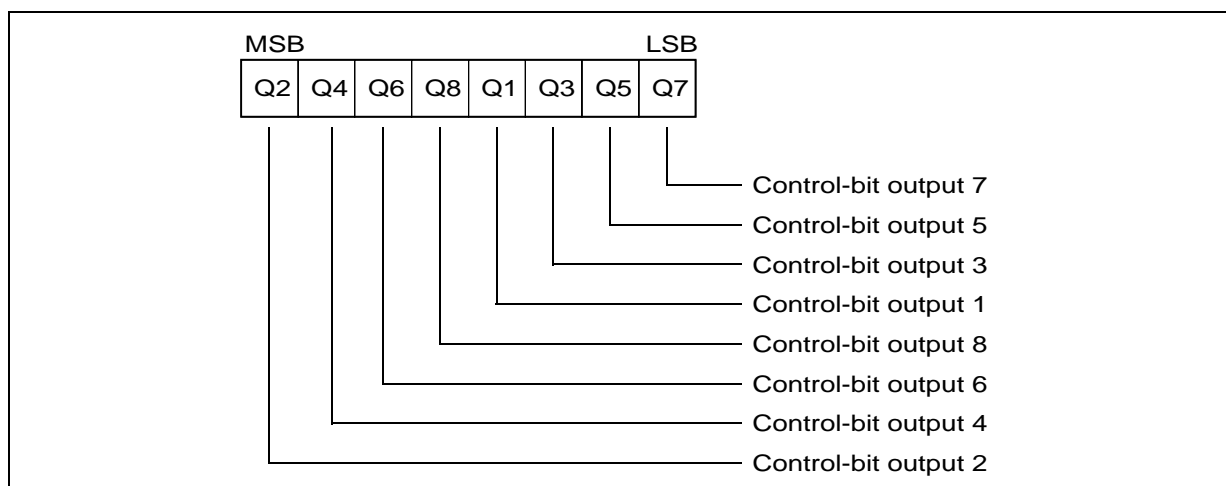 MSB LSB
Q2 Q4 Q6 Q8 Q1 Q3 Q5 Q7
Control-bit output 7
Control-bit output 5
Control-bit output 3
Control-bit output 1
Control-bit output 8
Control-bit output 6
Control-bit output 4
Control-bit output 2